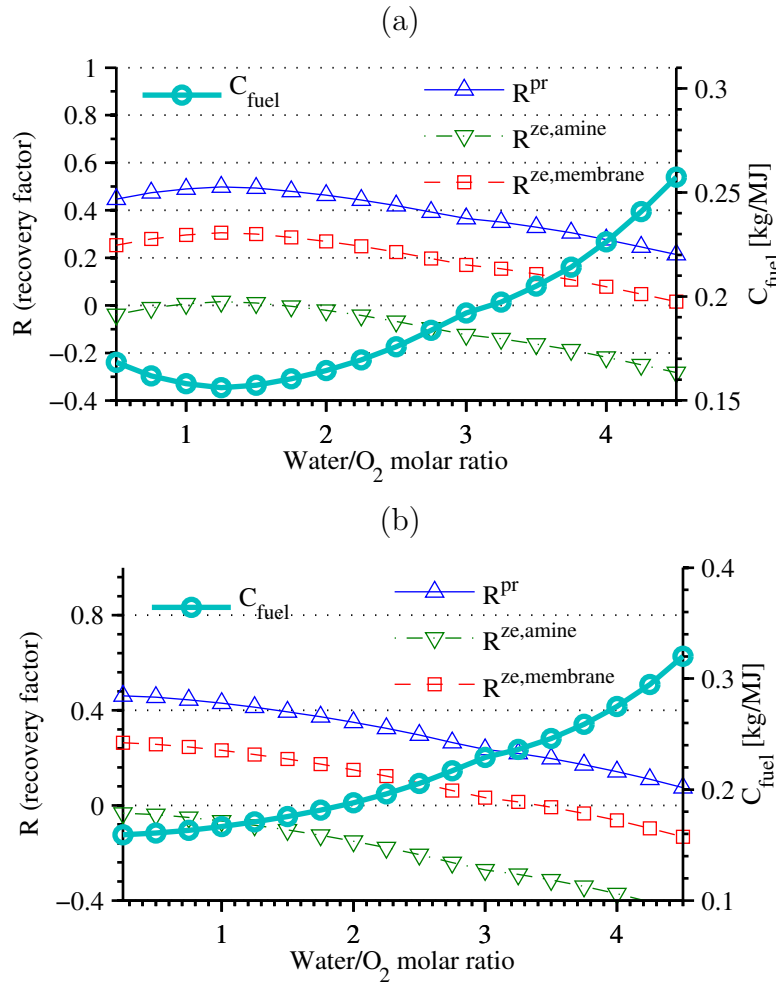 (a)
1
0.8
0.6
0.4
0.2
0
−0.2
−0.4
R (recovery factor)
C_fuel
R^pr
R^ze,amine
R^ze,membrane
0.3
0.25
0.2
0.15
C_fuel [kg/MJ]
1 2 3 4
Water/O_2 molar ratio
(b)
0.8
0.4
0
−0.4
R (recovery factor)
C_fuel
R^pr
R^ze,amine
R^ze,membrane
0.4
0.3
0.2
0.1
C_fuel [kg/MJ]
1 2 3 4
Water/O_2 molar ratio